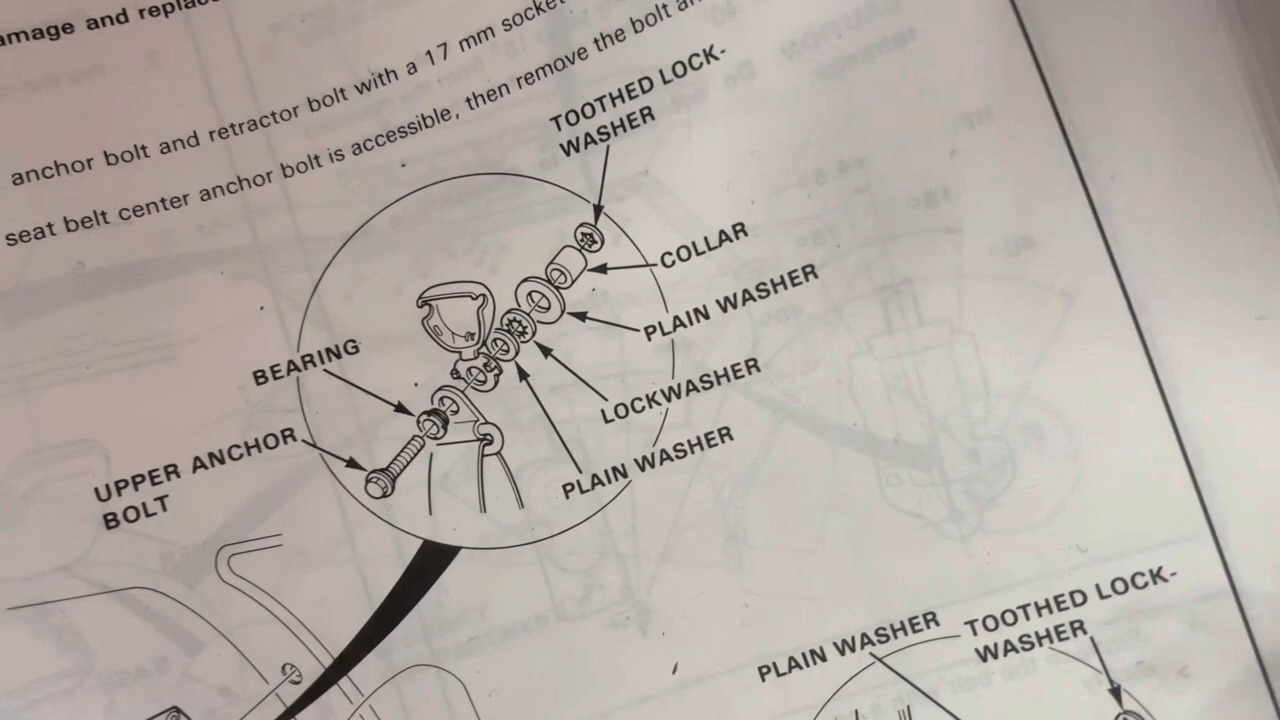 amage and replac
anchor bolt and retractor bolt with a 17 mm socket
seat belt center anchor bolt is accessible, then remove the bolt an
TOOTHED LOCK-
WASHER
COLLAR
PLAIN WASHER
LOCKWASHER
PLAIN WASHER
BEARING
UPPER ANCHOR
BOLT
PLAIN WASHER
TOOTHED LOCK-
WASHER